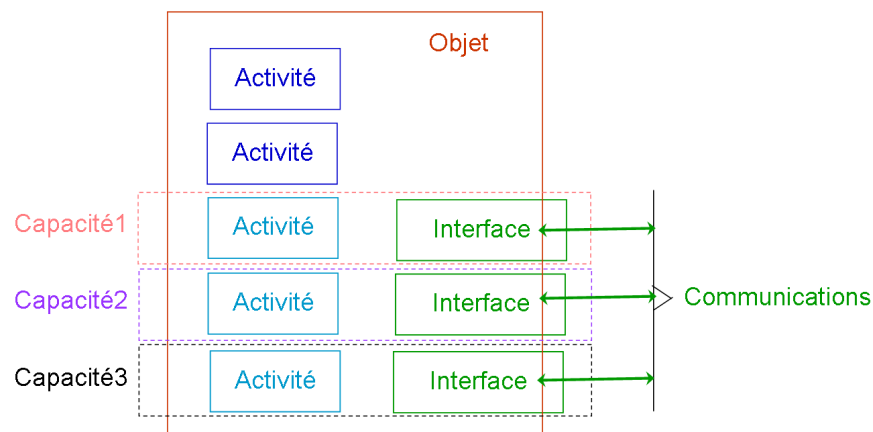 Objet
Activité
Activité
Capacité1 Activité Interface
Capacité2 Activité Interface Communications
Capacité3 Activité Interface